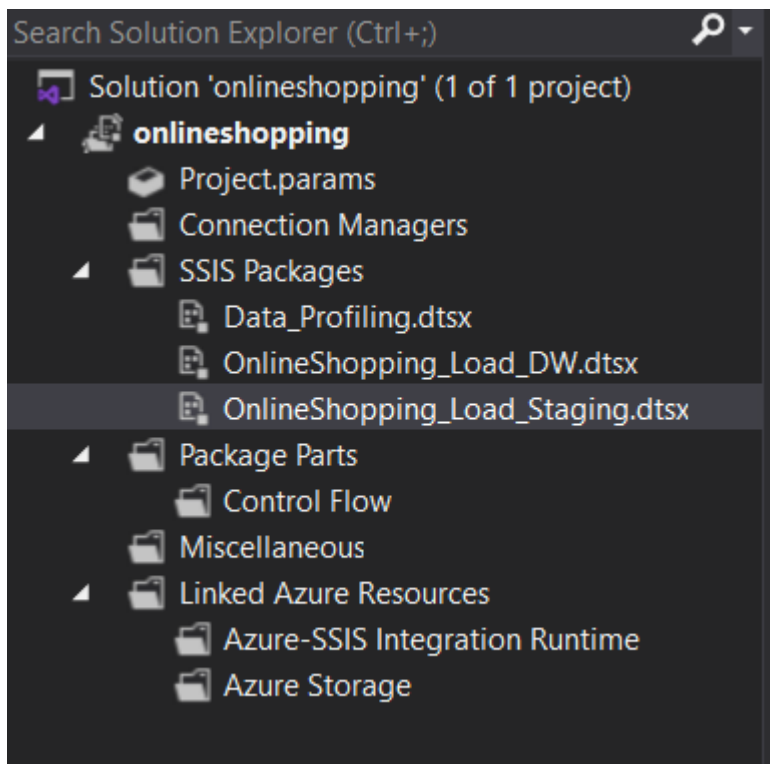 Search Solution Explorer (Ctrl+;)
Solution 'onlineshopping' (1 of 1 project)
onlineshopping
Project.params
Connection Managers
SSIS Packages
Data_Profiling.dtsx
OnlineShopping_Load_DW.dtsx
OnlineShopping_Load_Staging.dtsx
Package Parts
Control Flow
Miscellaneous
Linked Azure Resources
Azure-SSIS Integration Runtime
Azure Storage